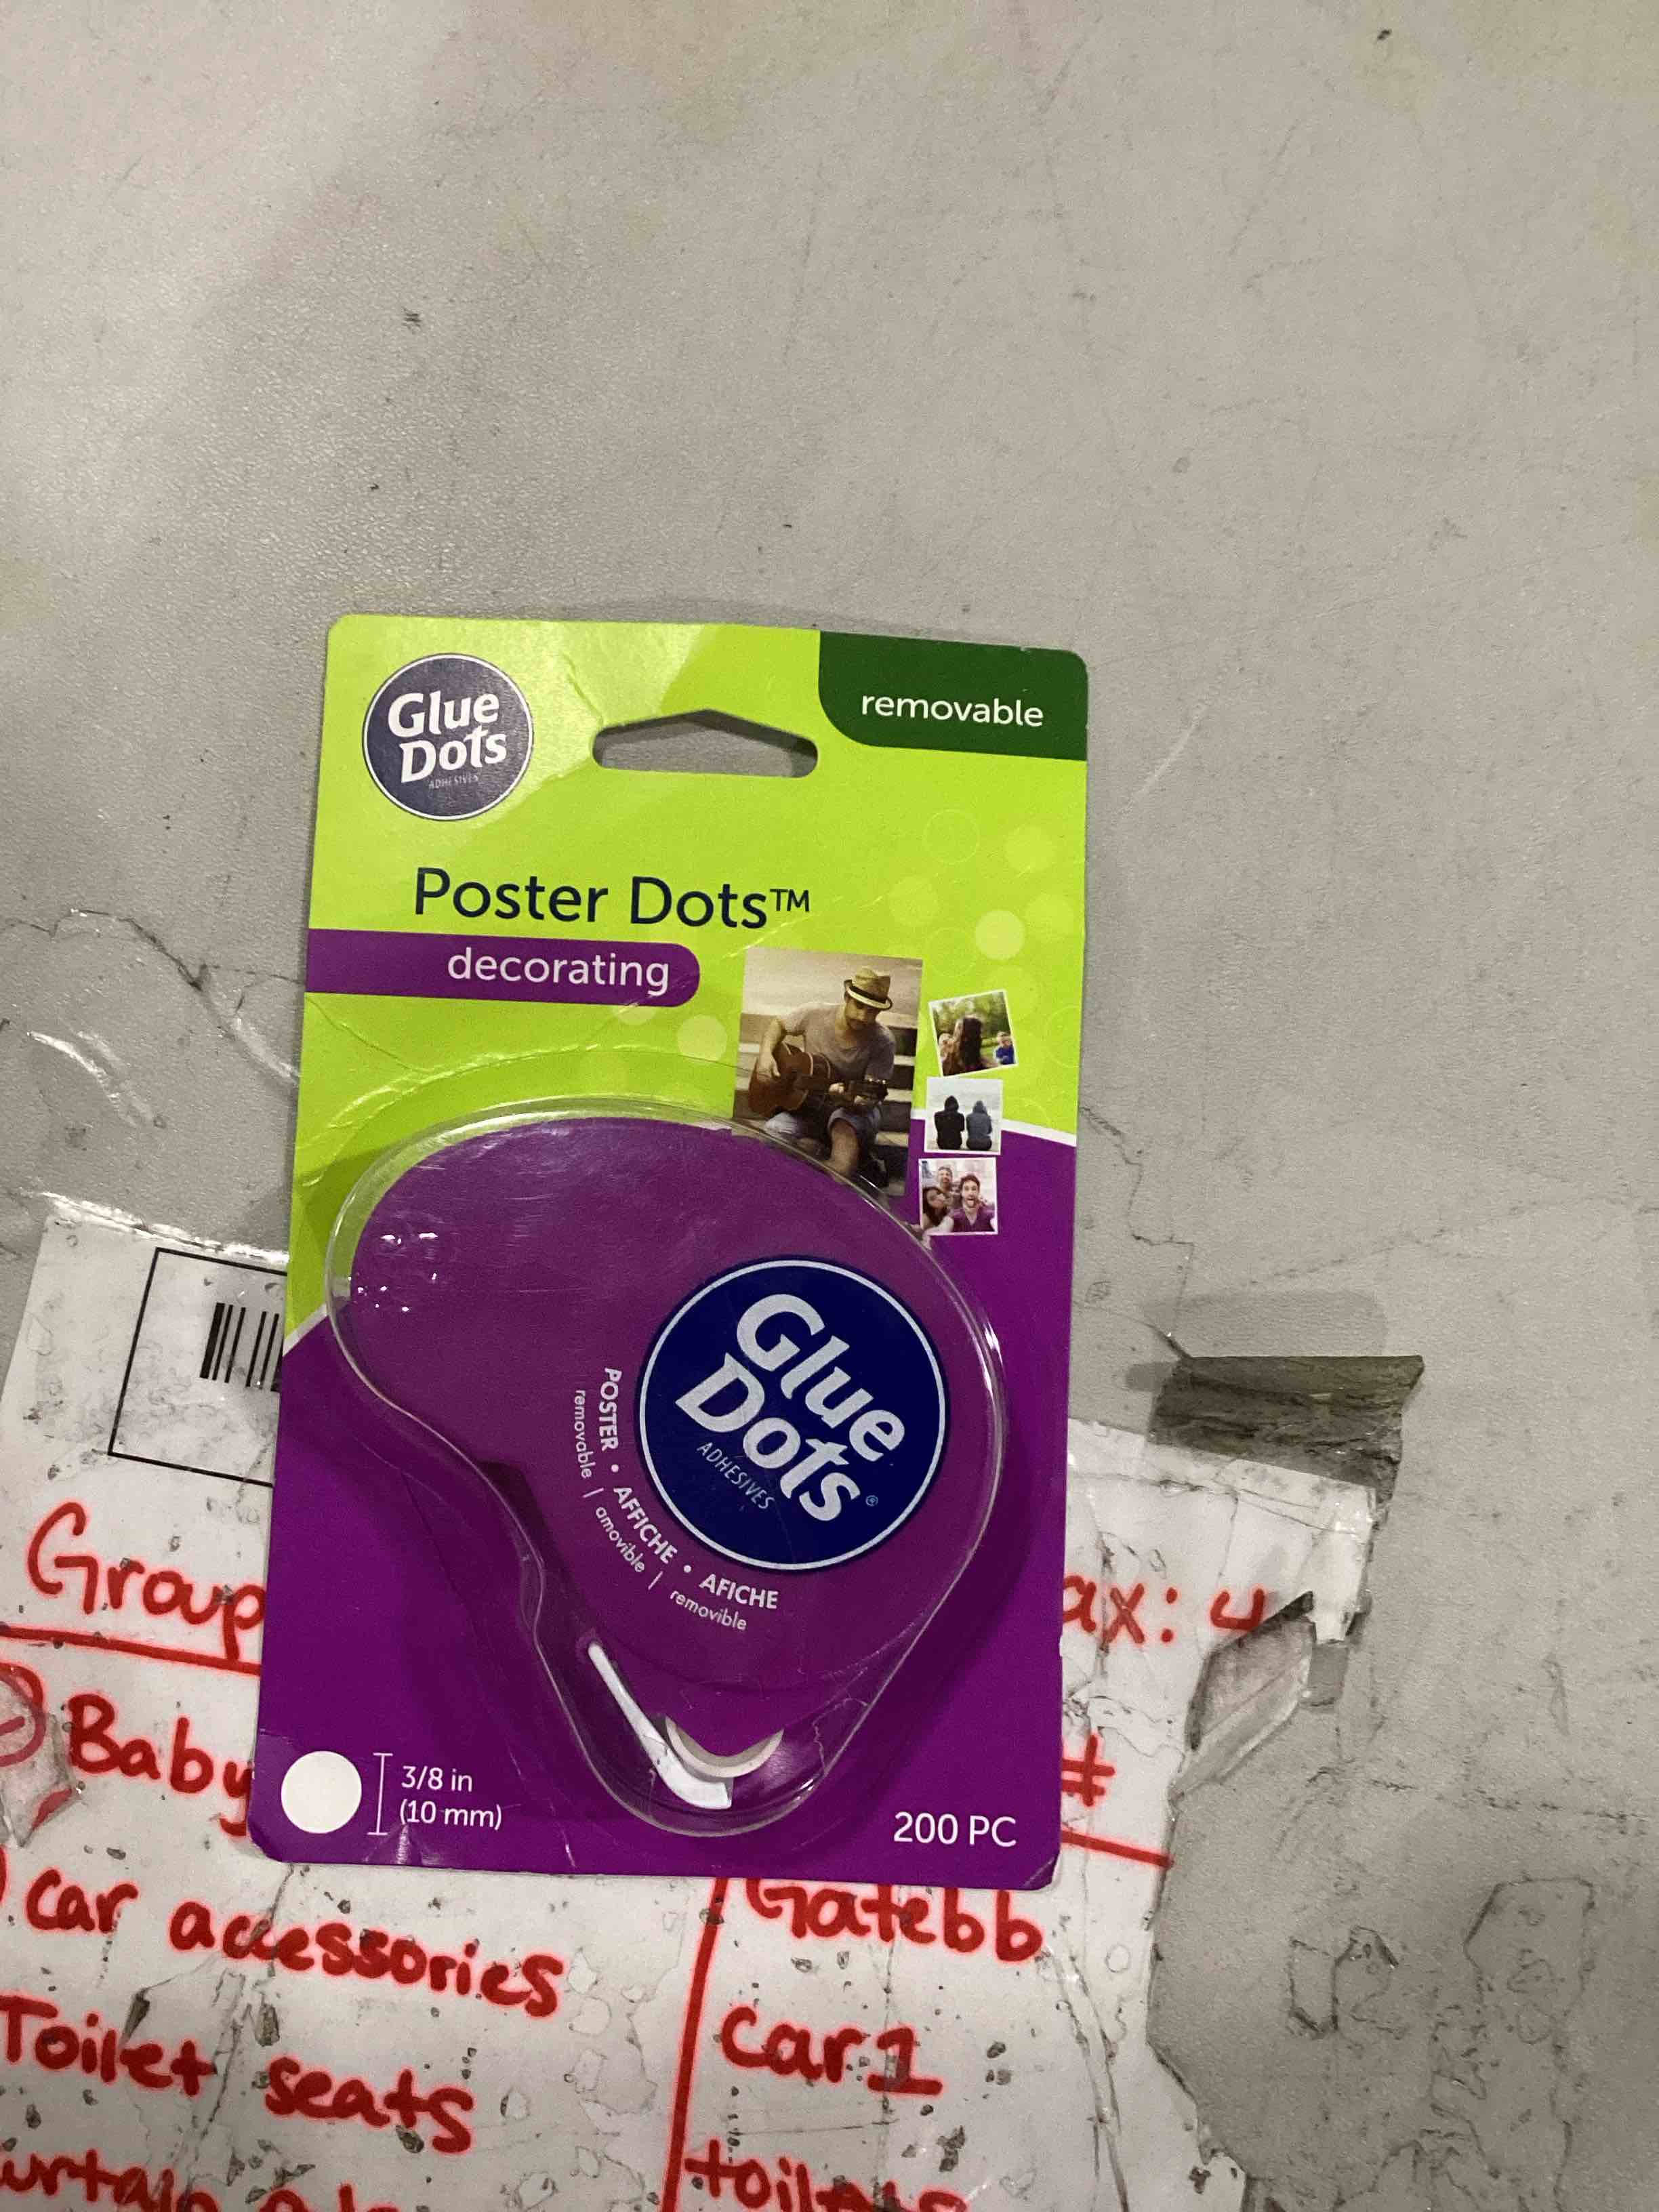 Glue
Dots
ADHESIVES
removable
Poster Dots™
decorating
Glue
Dots®
ADHESIVES
POSTER • AFFICHE • AFICHE
removable | amovible | removible
3/8 in
(10 mm)
200 PC
Group
ax: 4
Baby
#
car accessories
Gatebb
Toilet seats
car1